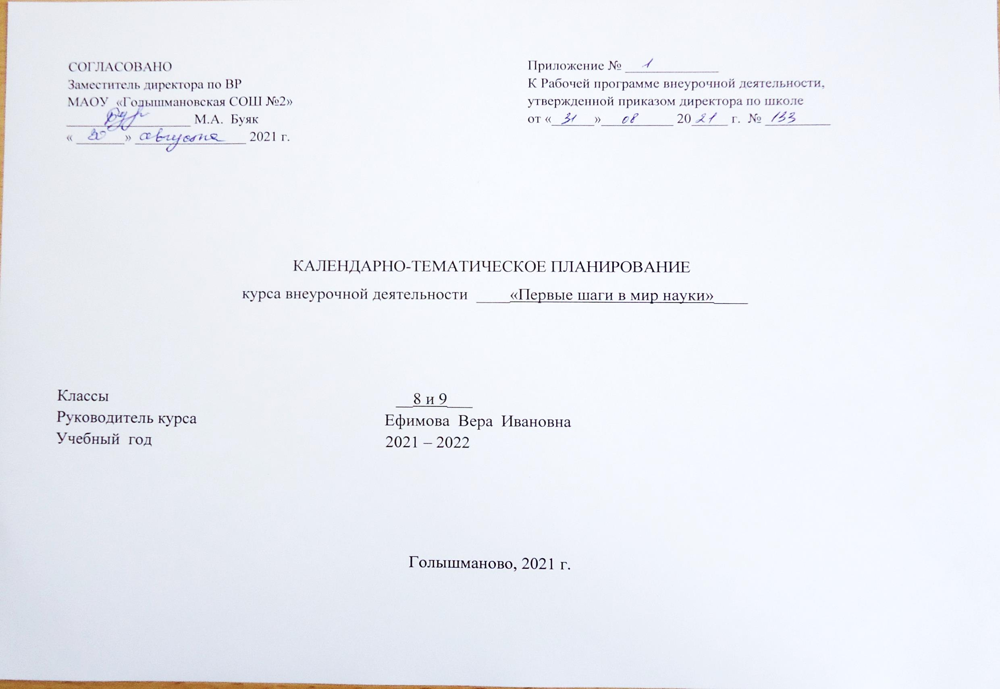 СОГЛАСОВАНО
Заместитель директора по ВР
МАОУ «Голышмановская СОШ №2»
_________________ М.А. Буяк
« 30 » августа 2021 г.
Приложение № 1
К Рабочей программе внеурочной деятельности,
утвержденной приказом директора по школе
от « 31 » 08 20 21 г. № 133
КАЛЕНДАРНО-ТЕМАТИЧЕСКОЕ ПЛАНИРОВАНИЕ
курса внеурочной деятельности «Первые шаги в мир науки»
Классы 8 и 9
Руководитель курса Ефимова Вера Ивановна
Учебный год 2021 – 2022
Голышманово, 2021 г.